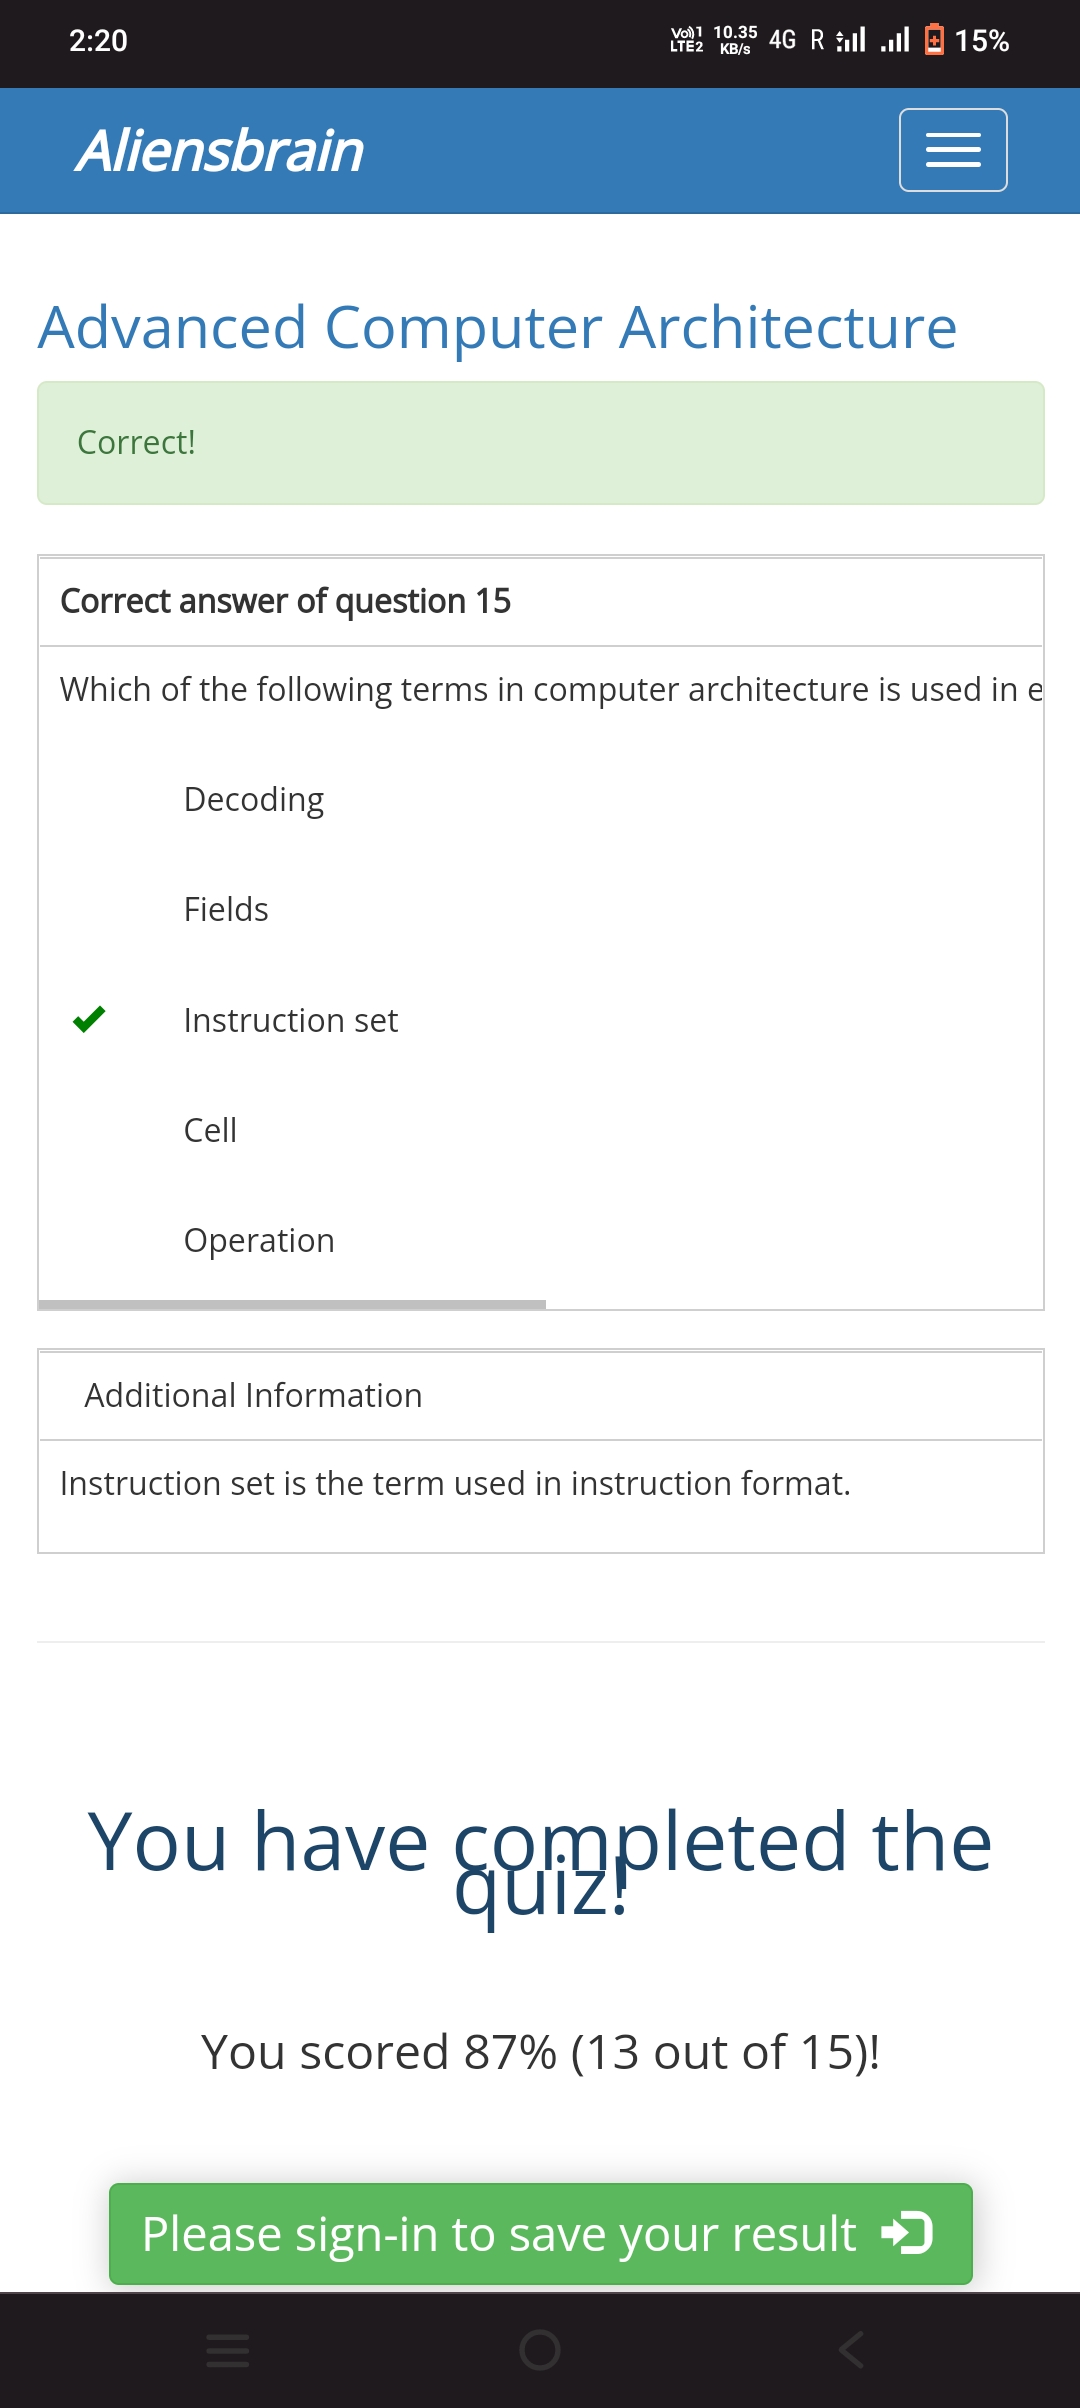 2:20
Vo)) 1 LTE2 10.35 KB/s 4G R 15%
Aliensbrain
Advanced Computer Architecture
Correct!
Correct answer of question 15
Which of the following terms in computer architecture is used in e
Decoding
Fields
Instruction set
Cell
Operation
Additional Information
Instruction set is the term used in instruction format.
You have completed the
quiz!
You scored 87% (13 out of 15)!
Please sign-in to save your result